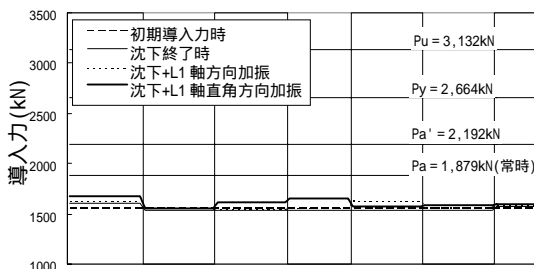 導入力(kN)
3500
3000
2500
2000
1500
1000
初期導入力時
沈下終了時
沈下+L1 軸方向加振
沈下+L1 軸直角方向加振
Pu = 3,132kN
Py = 2,664kN
Pa' = 2,192kN
Pa = 1,879kN(常時)